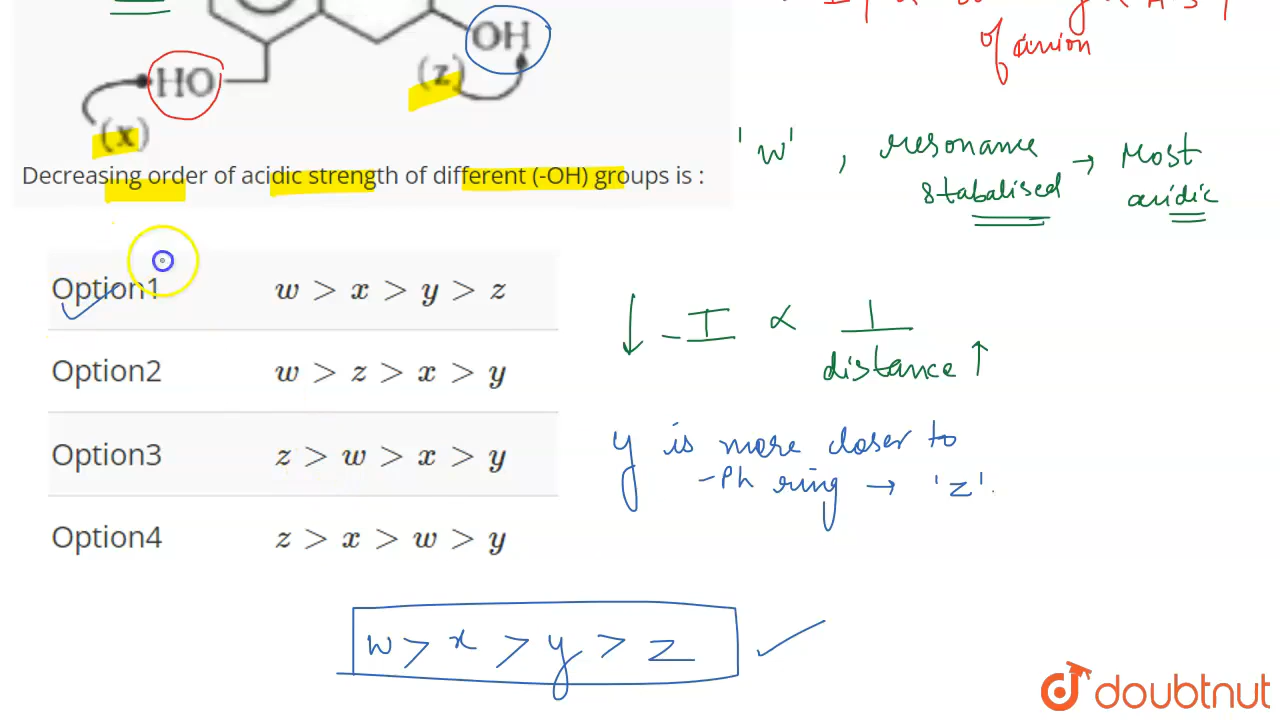 of anion
OH
HO
(z)
(x)
'w' , resonance stabalised → Most acidic
Decreasing order of acidic strength of different (-OH) groups is :
Option1 w > x > y > z
Option2 w > z > x > y
Option3 z > w > x > y
Option4 z > x > w > y
↓ -I ∝ 1/distance ↑
y is more closer to
-Ph ring → 'z'.
w > x > y > z
doubtnut